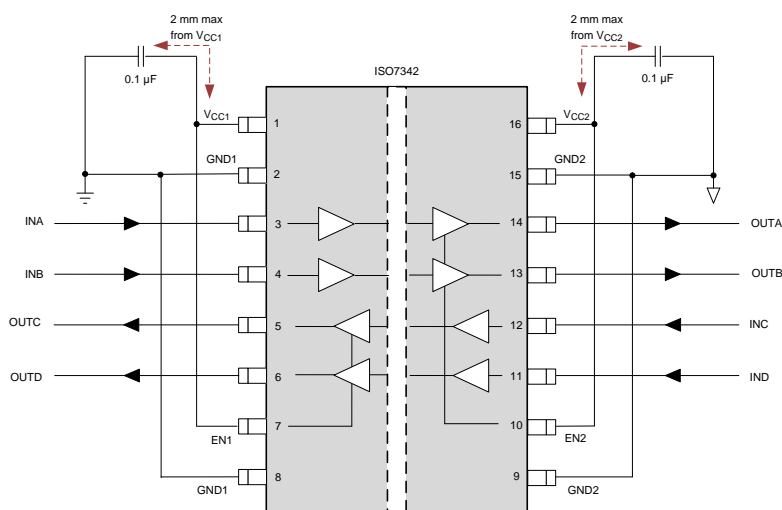 2 mm max
from VCC1
2 mm max
from VCC2
0.1 µF
0.1 µF
ISO7342
VCC1
1
16
VCC2
GND1
2
15
GND2
INA
3
14
OUTA
INB
4
13
OUTB
OUTC
5
12
INC
OUTD
6
11
IND
EN1
7
10
EN2
GND1
8
9
GND2